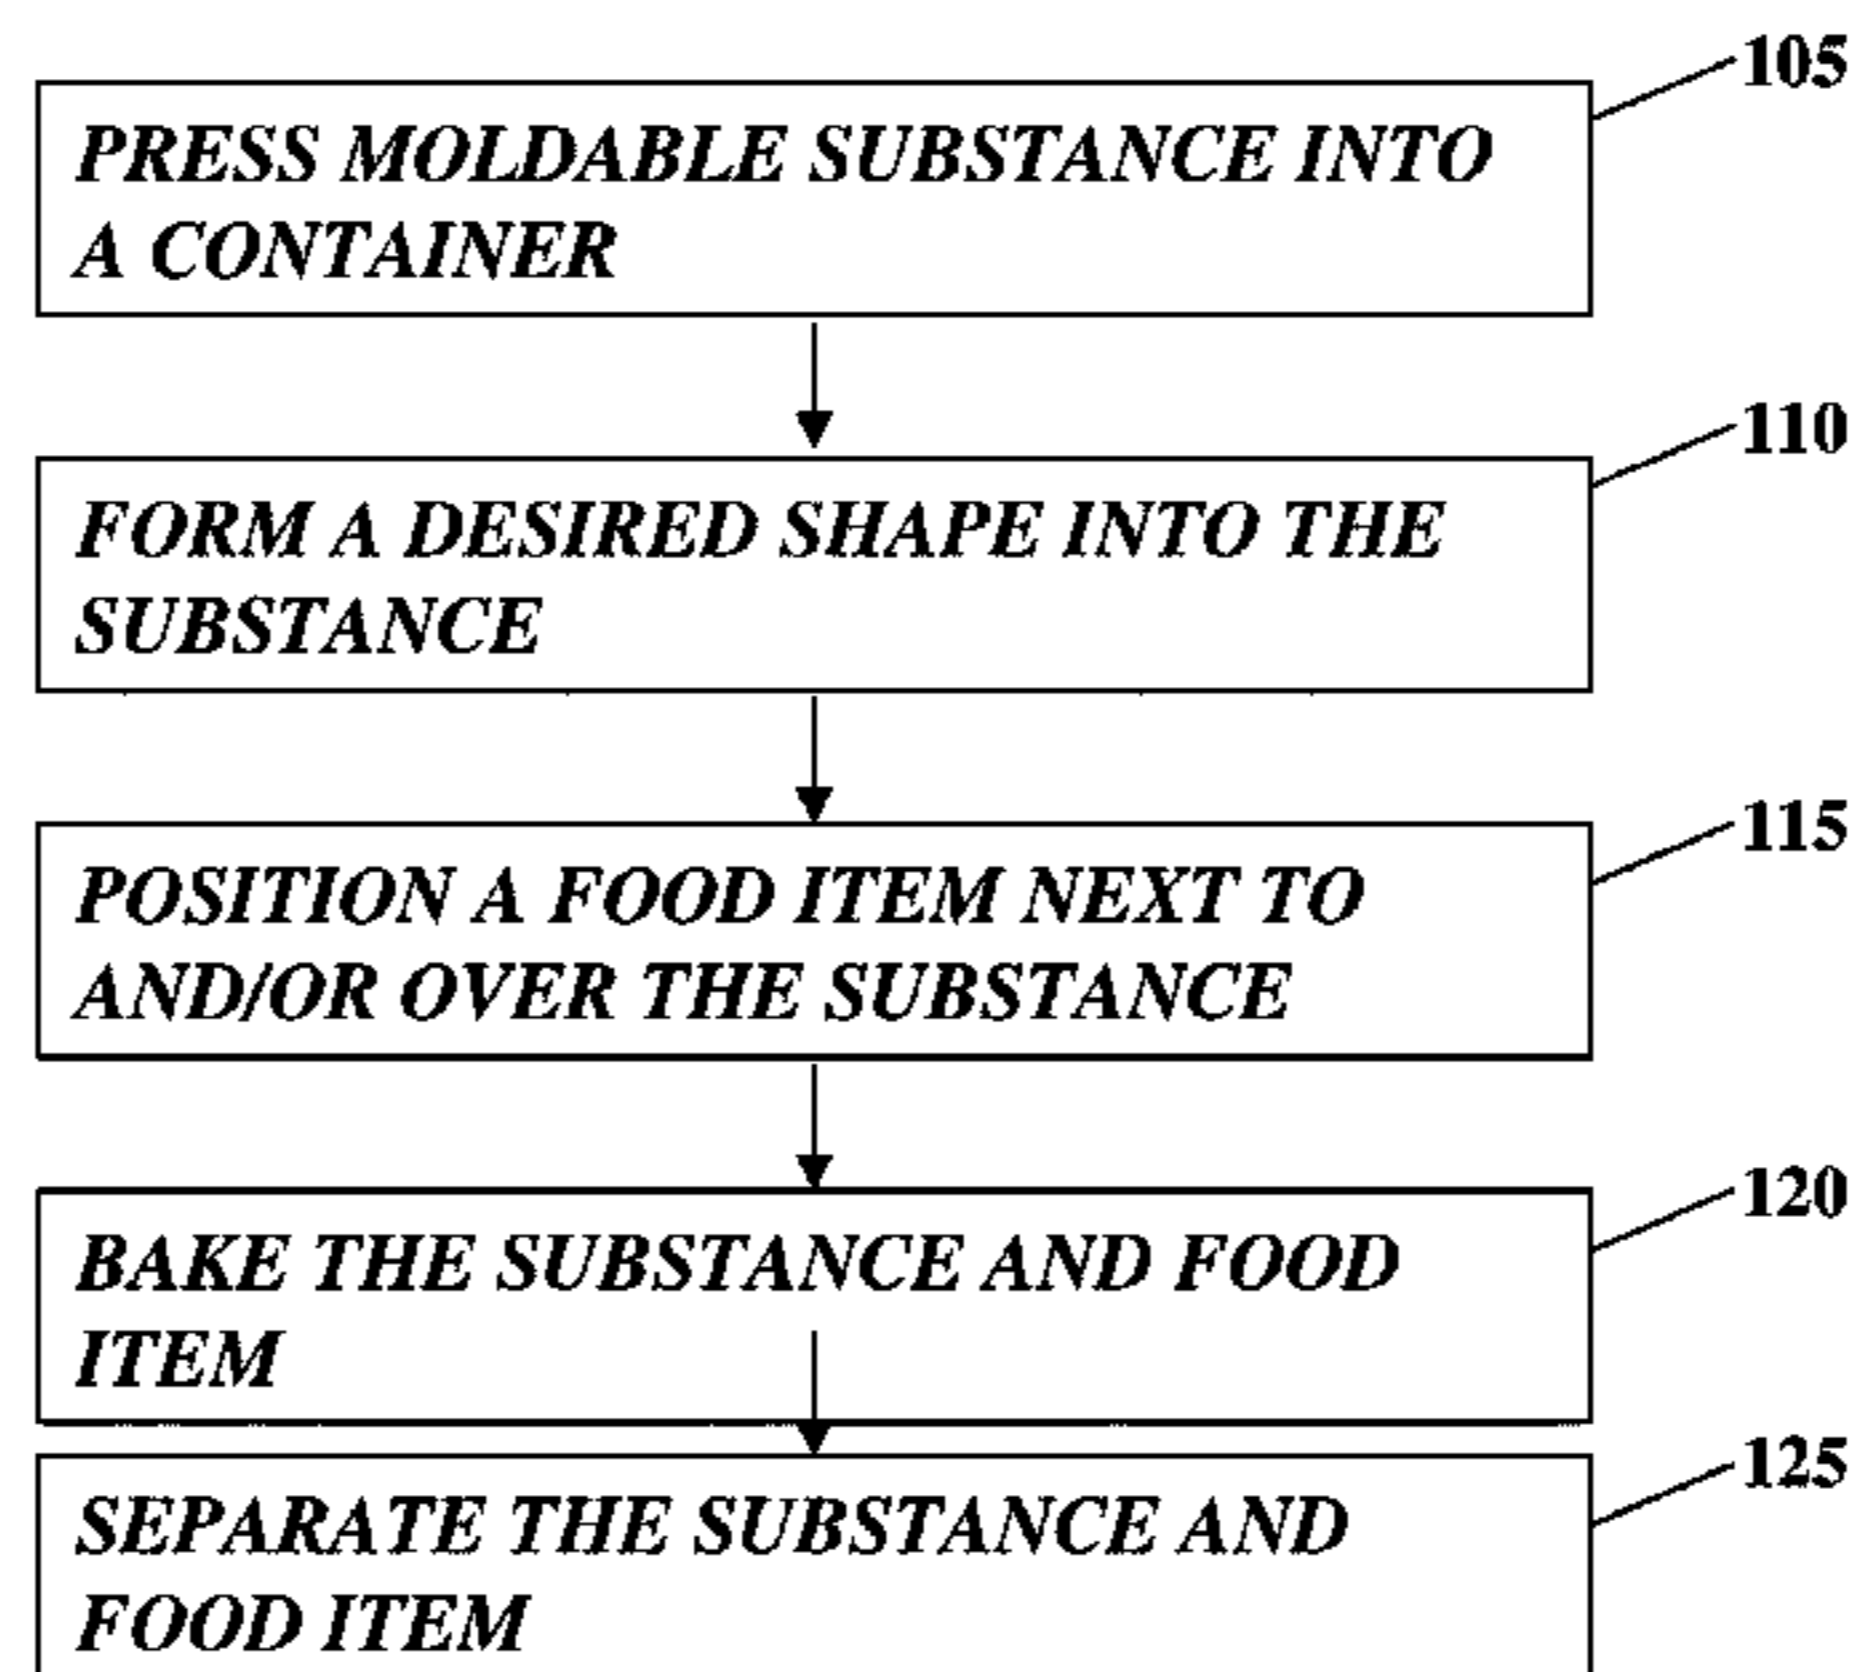 105
PRESS MOLDABLE SUBSTANCE INTO
A CONTAINER
110
FORM A DESIRED SHAPE INTO THE
SUBSTANCE
115
POSITION A FOOD ITEM NEXT TO
AND/OR OVER THE SUBSTANCE
120
BAKE THE SUBSTANCE AND FOOD
ITEM
125
SEPARATE THE SUBSTANCE AND
FOOD ITEM